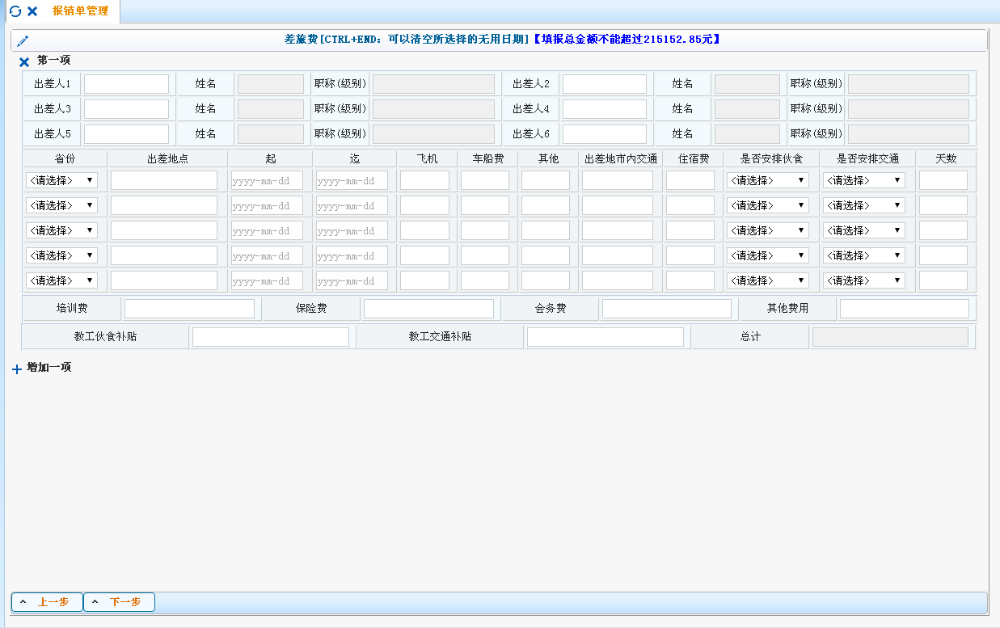 报销单管理
差旅费[CTRL+END: 可以清空所选择的无用日期]【填报总金额不能超过215152.85元】
第一项
出差人1 姓名 职称(级别) 出差人2 姓名 职称(级别)
出差人3 姓名 职称(级别) 出差人4 姓名 职称(级别)
出差人5 姓名 职称(级别) 出差人6 姓名 职称(级别)
省份 出差地点 起 迄 飞机 车船费 其他 出差地市内交通 住宿费 是否安排伙食 是否安排交通 天数
<请选择> yyyy-mm-dd yyyy-mm-dd <请选择> <请选择>
<请选择> yyyy-mm-dd yyyy-mm-dd <请选择> <请选择>
<请选择> yyyy-mm-dd yyyy-mm-dd <请选择> <请选择>
<请选择> yyyy-mm-dd yyyy-mm-dd <请选择> <请选择>
<请选择> yyyy-mm-dd yyyy-mm-dd <请选择> <请选择>
培训费 保险费 会务费 其他费用
教工伙食补贴 教工交通补贴 总计
增加一项
上一步 下一步